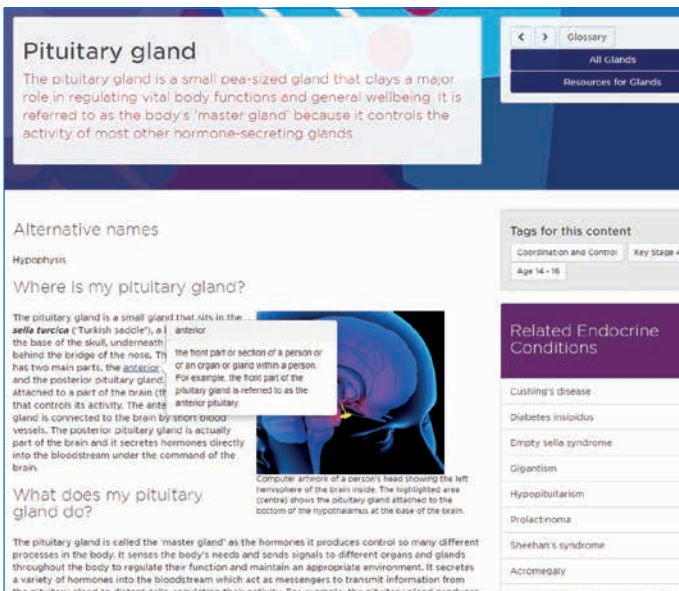 Pituitary gland
The pituitary gland is a small pea-sized gland that plays a major
role in regulating vital body functions and general wellbeing. It is
referred to as the body's 'master gland' because it controls the
activity of most other hormone-secreting glands
< > Glossary
All Glands
Resources for Glands
Alternative names
Hypophysis
Where is my pituitary gland?
The pituitary gland is a small gland that sits in the
sella turcica ('Turkish saddle'), a
the base of the skull, underneath
behind the bridge of the nose. Th
has two main parts, the anterior
and the posterior pituitary gland.
attached to a part of the brain (th
that controls its activity. The ante
gland is connected to the brain by short blood
vessels. The posterior pituitary gland is actually
part of the brain and it secretes hormones directly
into the bloodstream under the command of the
brain.
anterior
the front part or section of a person or
of an organ or gland within a person.
For example, the front part of the
pituitary gland is referred to as the
anterior pituitary.
Computer artwork of a person's head showing the left
hemisphere of the brain inside. The highlighted area
(centre) shows the pituitary gland attached to the
bottom of the hypothalamus at the base of the brain.
What does my pituitary
gland do?
The pituitary gland is called the 'master gland' as the hormones it produces control so many different
processes in the body. It senses the body's needs and sends signals to different organs and glands
throughout the body to regulate their function and maintain an appropriate environment. It secretes
a variety of hormones into the bloodstream which act as messengers to transmit information from
the pituitary gland to distant cells, regulating their activity. For example, the pituitary gland produces
Tags for this content
Coordination and Control Key Stage 4
Age 14 - 16
Related Endocrine
Conditions
Cushing's disease
Diabetes insipidus
Empty sella syndrome
Gigantism
Hypopituitarism
Prolactinoma
Sheehan's syndrome
Acromegaly